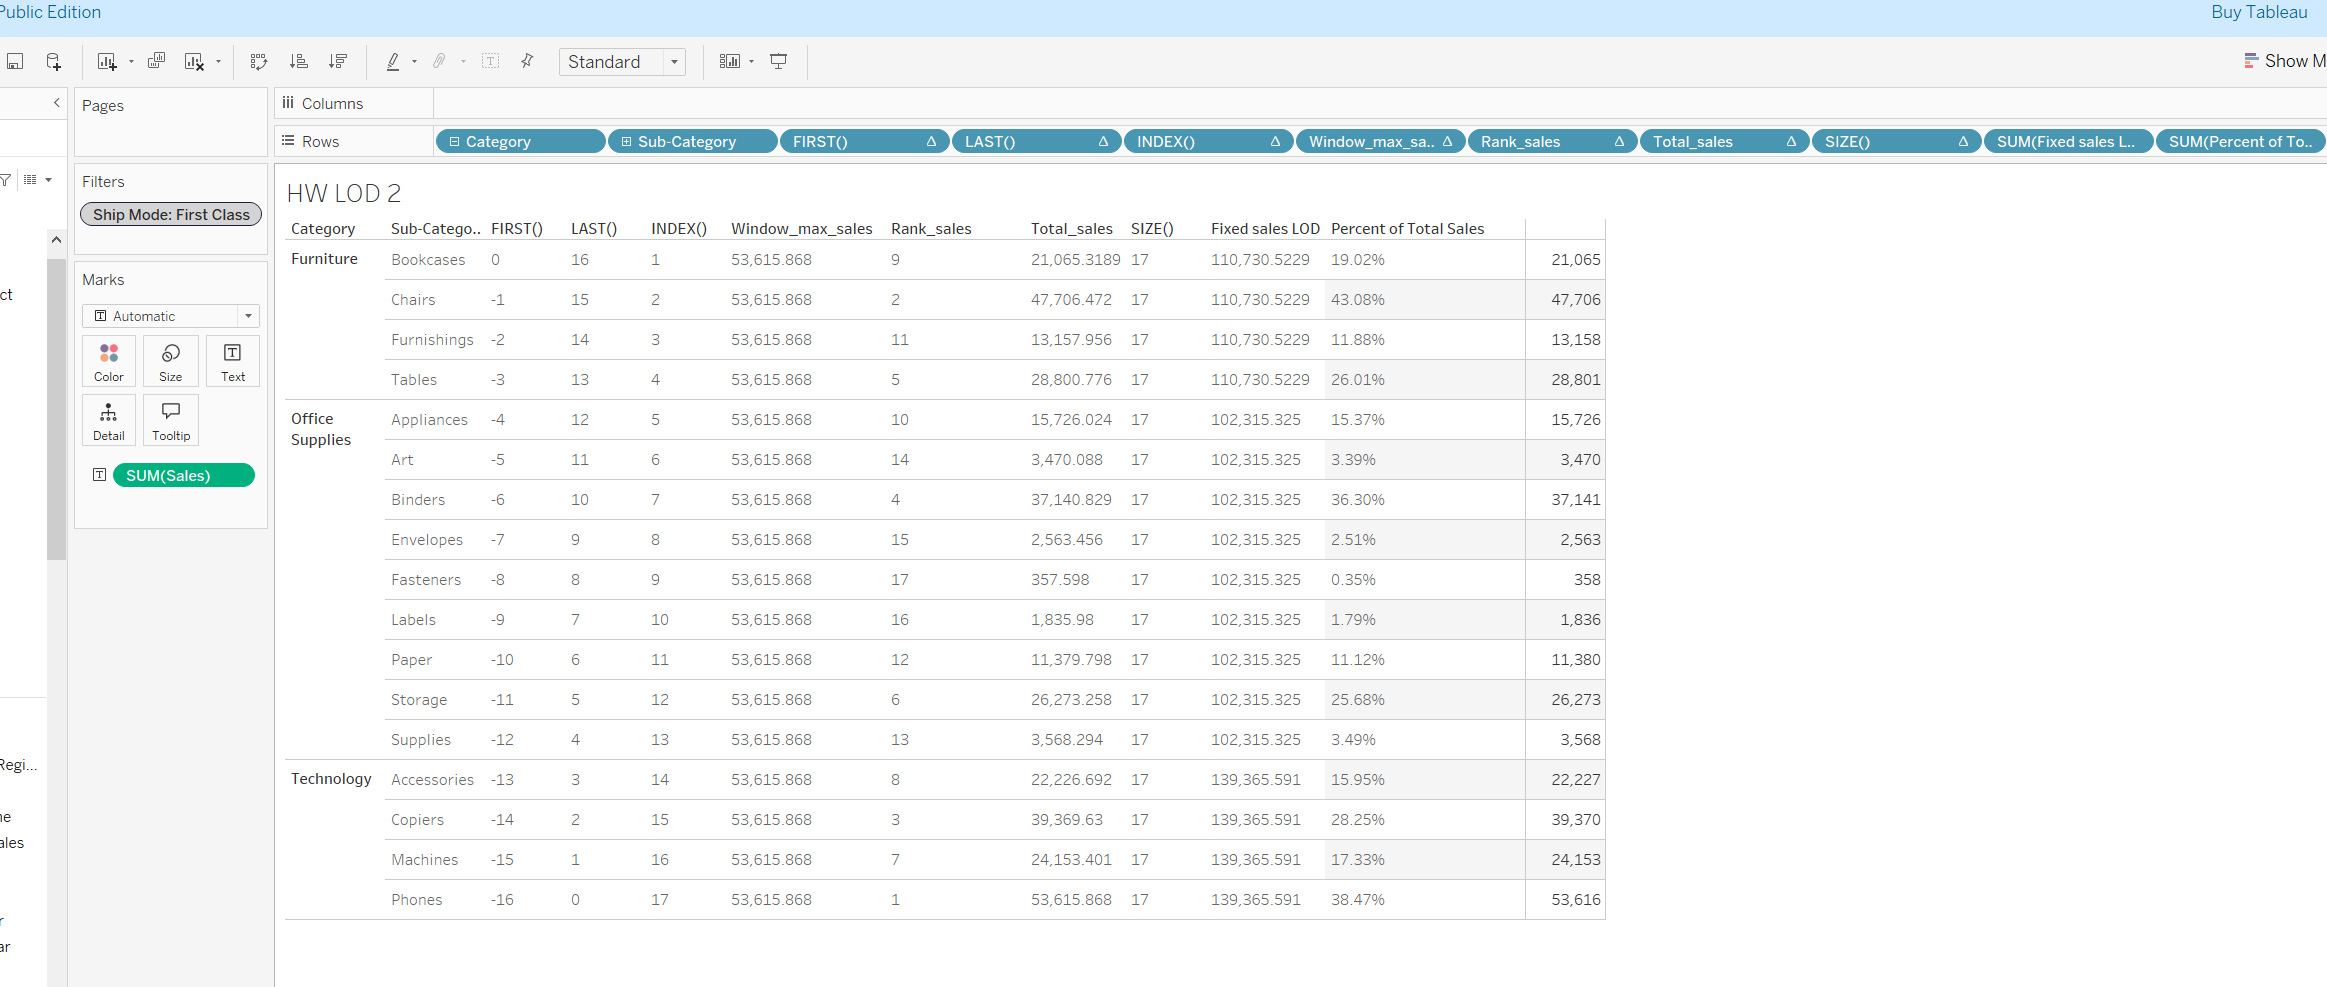 Public Edition
Buy Tableau
Standard
Show M
Pages
Columns
Rows
Category
Sub-Category
FIRST()
LAST()
INDEX()
Window_max_sa..
Rank_sales
Total_sales
SIZE()
SUM(Fixed sales L..
SUM(Percent of To..
Filters
Ship Mode: First Class
Marks
Automatic
Color
Size
Text
Detail
Tooltip
SUM(Sales)
ct
Regi...
ne
ales
r
ar
HW LOD 2
Category Sub-Catego.. FIRST() LAST() INDEX() Window_max_sales Rank_sales Total_sales SIZE() Fixed sales LOD Percent of Total Sales
Furniture Bookcases 0 16 1 53,615.868 9 21,065.3189 17 110,730.5229 19.02% 21,065
Chairs -1 15 2 53,615.868 2 47,706.472 17 110,730.5229 43.08% 47,706
Furnishings -2 14 3 53,615.868 11 13,157.956 17 110,730.5229 11.88% 13,158
Tables -3 13 4 53,615.868 5 28,800.776 17 110,730.5229 26.01% 28,801
Office Supplies Appliances -4 12 5 53,615.868 10 15,726.024 17 102,315.325 15.37% 15,726
Art -5 11 6 53,615.868 14 3,470.088 17 102,315.325 3.39% 3,470
Binders -6 10 7 53,615.868 4 37,140.829 17 102,315.325 36.30% 37,141
Envelopes -7 9 8 53,615.868 15 2,563.456 17 102,315.325 2.51% 2,563
Fasteners -8 8 9 53,615.868 17 357.598 17 102,315.325 0.35% 358
Labels -9 7 10 53,615.868 16 1,835.98 17 102,315.325 1.79% 1,836
Paper -10 6 11 53,615.868 12 11,379.798 17 102,315.325 11.12% 11,380
Storage -11 5 12 53,615.868 6 26,273.258 17 102,315.325 25.68% 26,273
Supplies -12 4 13 53,615.868 13 3,568.294 17 102,315.325 3.49% 3,568
Technology Accessories -13 3 14 53,615.868 8 22,226.692 17 139,365.591 15.95% 22,227
Copiers -14 2 15 53,615.868 3 39,369.63 17 139,365.591 28.25% 39,370
Machines -15 1 16 53,615.868 7 24,153.401 17 139,365.591 17.33% 24,153
Phones -16 0 17 53,615.868 1 53,615.868 17 139,365.591 38.47% 53,616